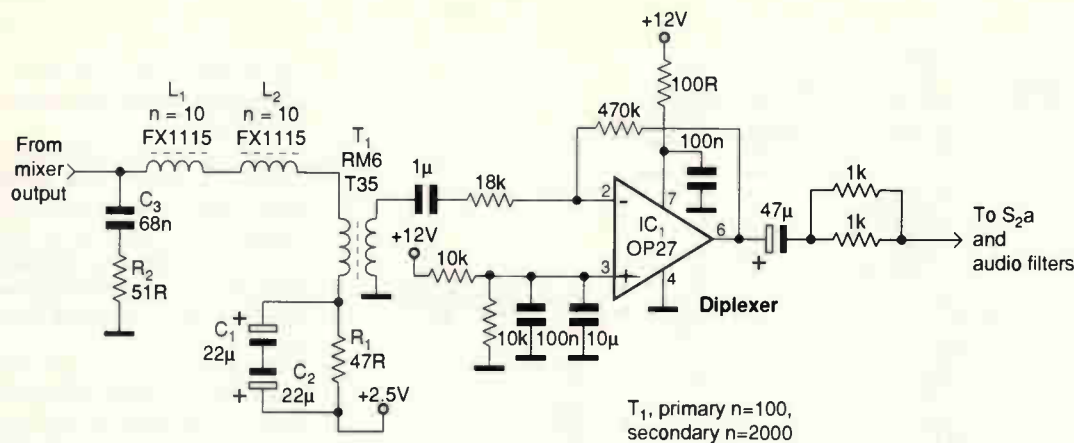 +12V
100R
L1
n = 10
FX1115
L2
n = 10
FX1115
T1
RM6
T35
470k
100n
From
mixer
output
1µ
18k
2
-
7
IC1
OP27
6
47µ
+
1k
1k
To S2a
and
audio filters
C3
68n
+12V
10k
3
+
4
Diplexer
R2
51R
10k
100n
10µ
+
C1
22µ
R1
47R
C2
22µ
+
+2.5V
T1, primary n=100,
secondary n=2000